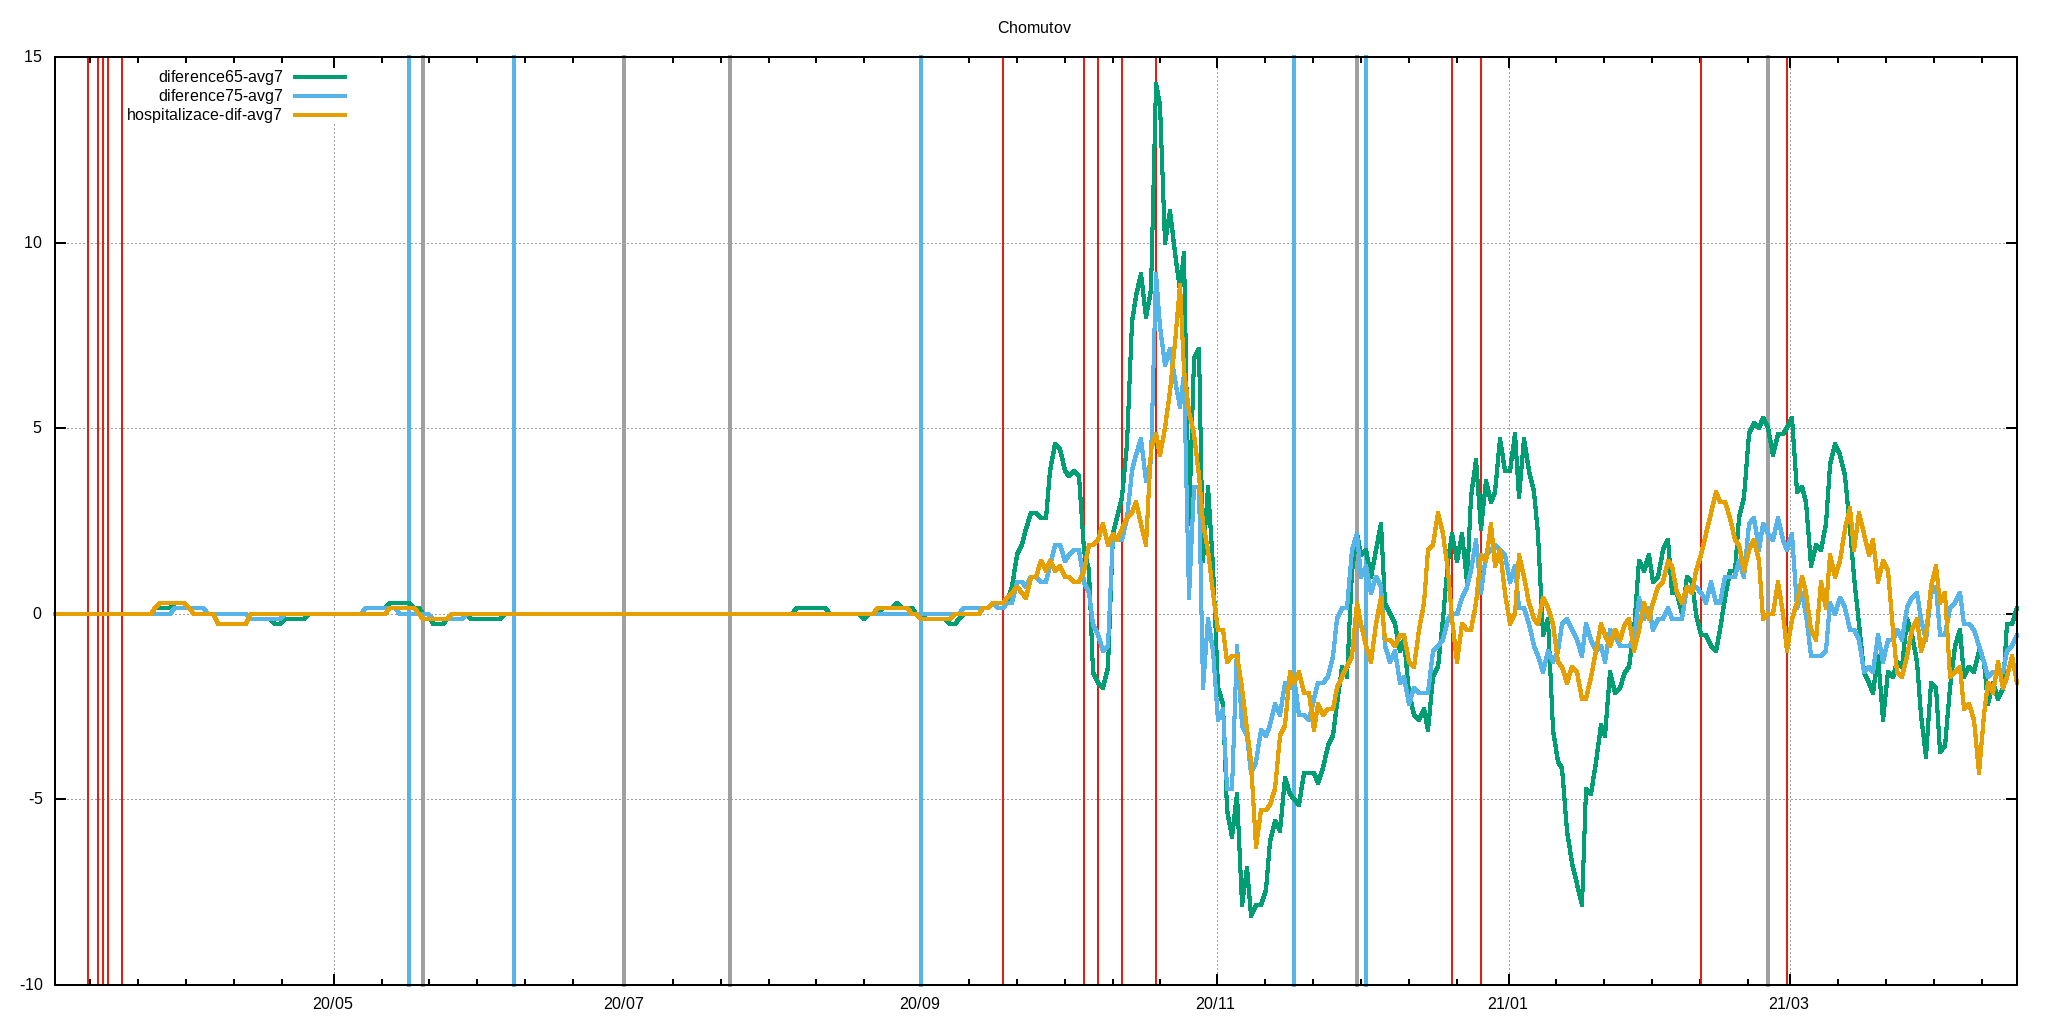 Chomutov
15
diference65-avg7
diference75-avg7
hospitalizace-dif-avg7
10
5
0
-5
-10
20/05 20/07 20/09 20/11 21/01 21/03